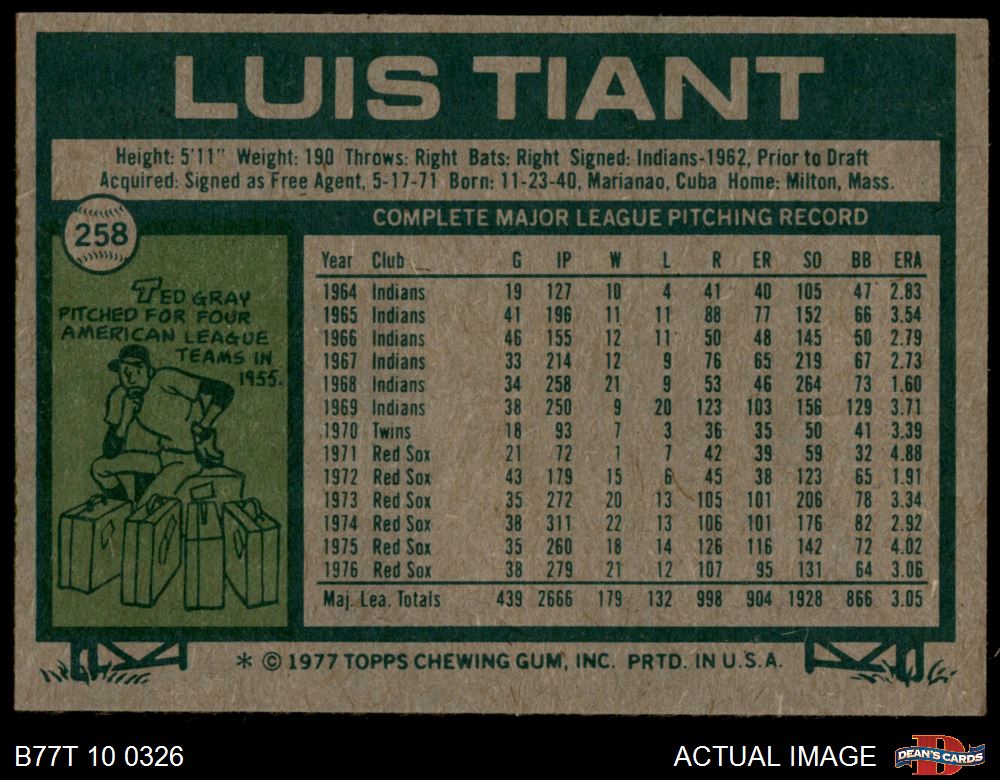 LUIS TIANT
Height: 5'11" Weight: 190 Throws: Right Bats: Right Signed: Indians-1962, Prior to Draft
Acquired: Signed as Free Agent, 5-17-71 Born: 11-23-40, Marianao, Cuba Home: Milton, Mass.
258
TED GRAY
PITCHED FOR FOUR
AMERICAN LEAGUE
TEAMS IN
1955.
COMPLETE MAJOR LEAGUE PITCHING RECORD
Year Club G IP W L R ER SO BB ERA
1964 Indians 19 127 10 4 41 40 105 47 2.83
1965 Indians 41 196 11 11 88 77 152 66 3.54
1966 Indians 46 155 12 11 50 48 145 50 2.79
1967 Indians 33 214 12 9 76 65 219 67 2.73
1968 Indians 34 258 21 9 53 46 264 73 1.60
1969 Indians 38 250 9 20 123 103 156 129 3.71
1970 Twins 18 93 7 3 36 35 50 41 3.39
1971 Red Sox 21 72 1 7 42 39 59 32 4.88
1972 Red Sox 43 179 15 6 45 38 123 65 1.91
1973 Red Sox 35 272 20 13 105 101 206 78 3.34
1974 Red Sox 38 311 22 13 106 101 176 82 2.92
1975 Red Sox 35 260 18 14 126 116 142 72 4.02
1976 Red Sox 38 279 21 12 107 95 131 64 3.06
Maj. Lea. Totals 439 2666 179 132 998 904 1928 866 3.05
* © 1977 TOPPS CHEWING GUM, INC. PRTD. IN U.S.A.
B77T 10 0326
ACTUAL IMAGE
D
DEAN'S CARDS